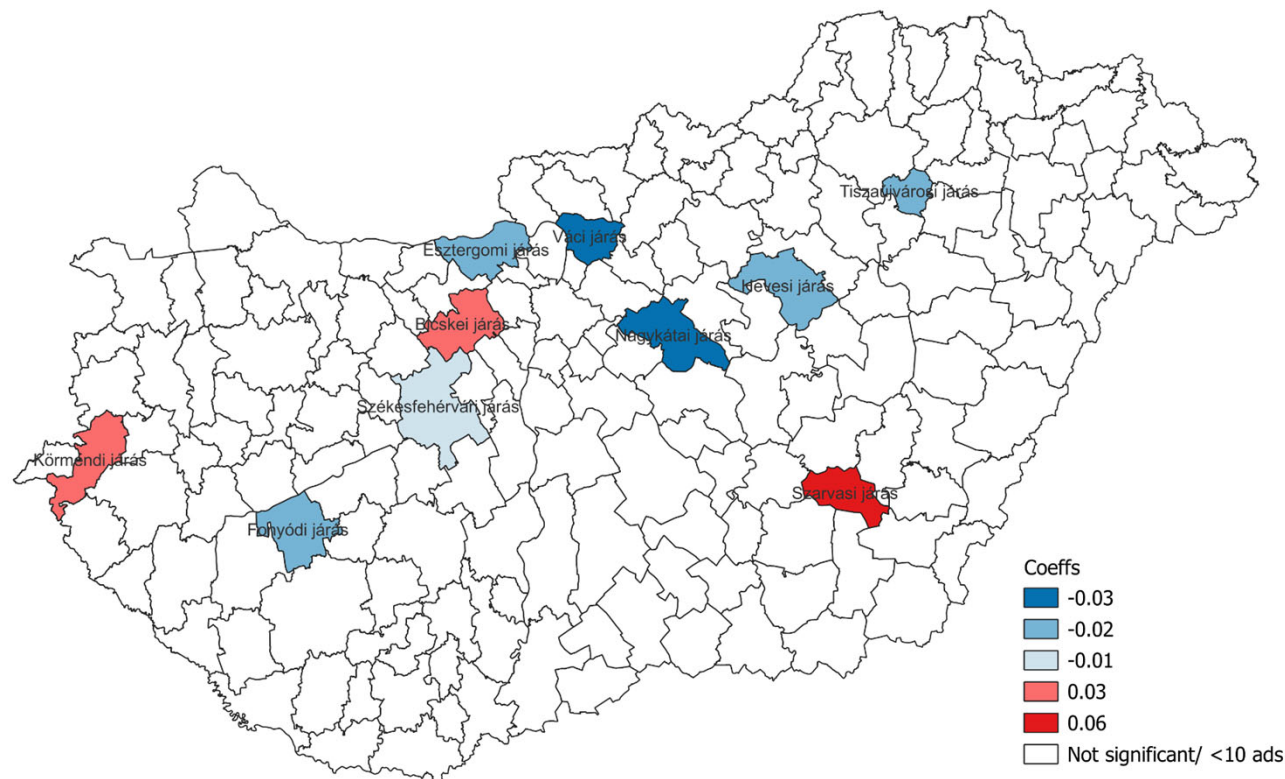 Tiszaújvárosi járás
Váci járás
Esztergomi járás
Hevesi járás
Bicskei járás
Nagykátai járás
Székesfehérvári járás
Körmendi járás
Szarvasi járás
Fonyódi járás
Coeffs
-0.03
-0.02
-0.01
0.03
0.06
Not significant/ <10 ads